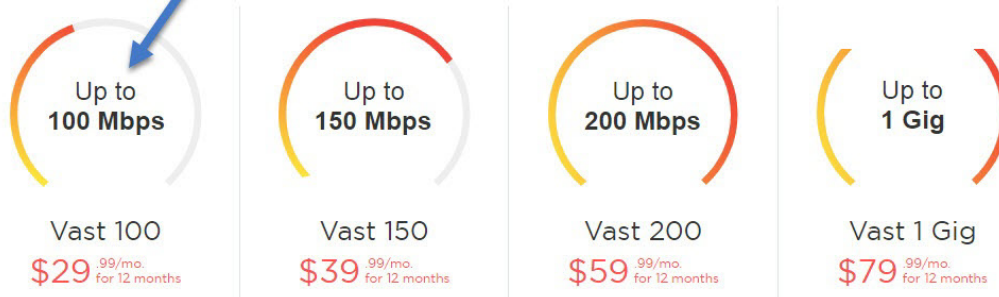 Up to
100 Mbps
Vast 100
$29 .99/mo.
for 12 months
Up to
150 Mbps
Vast 150
$39 .99/mo.
for 12 months
Up to
200 Mbps
Vast 200
$59 .99/mo.
for 12 months
Up to
1 Gig
Vast 1 Gig
$79 .99/mo.
for 12 months